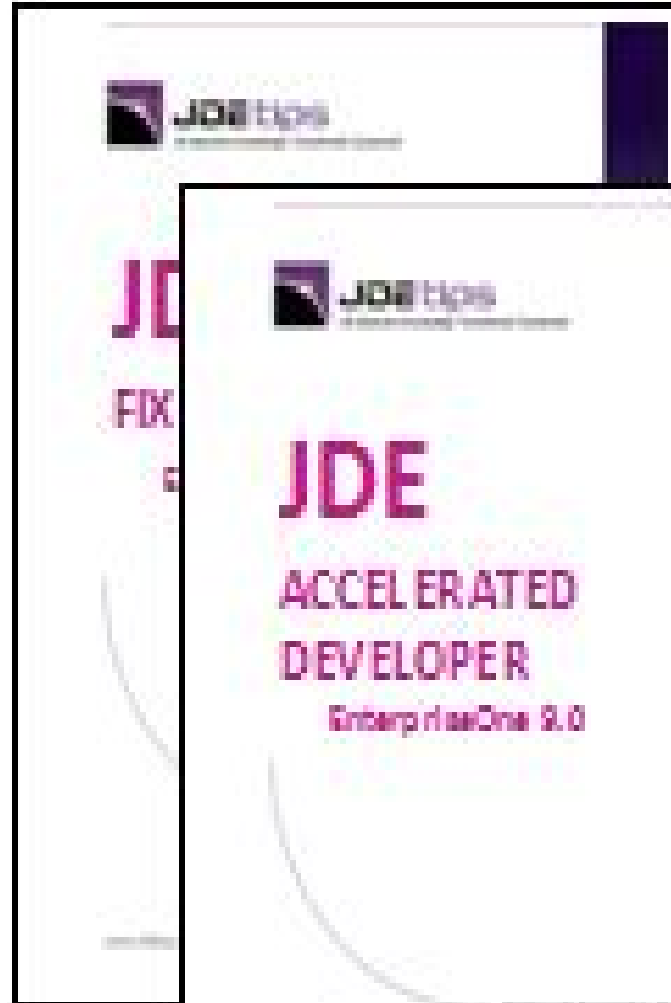 JDEtips
JD
FIX
JDEtips
JDE
ACCELERATED
DEVELOPER
EnterpriseOne 9.0